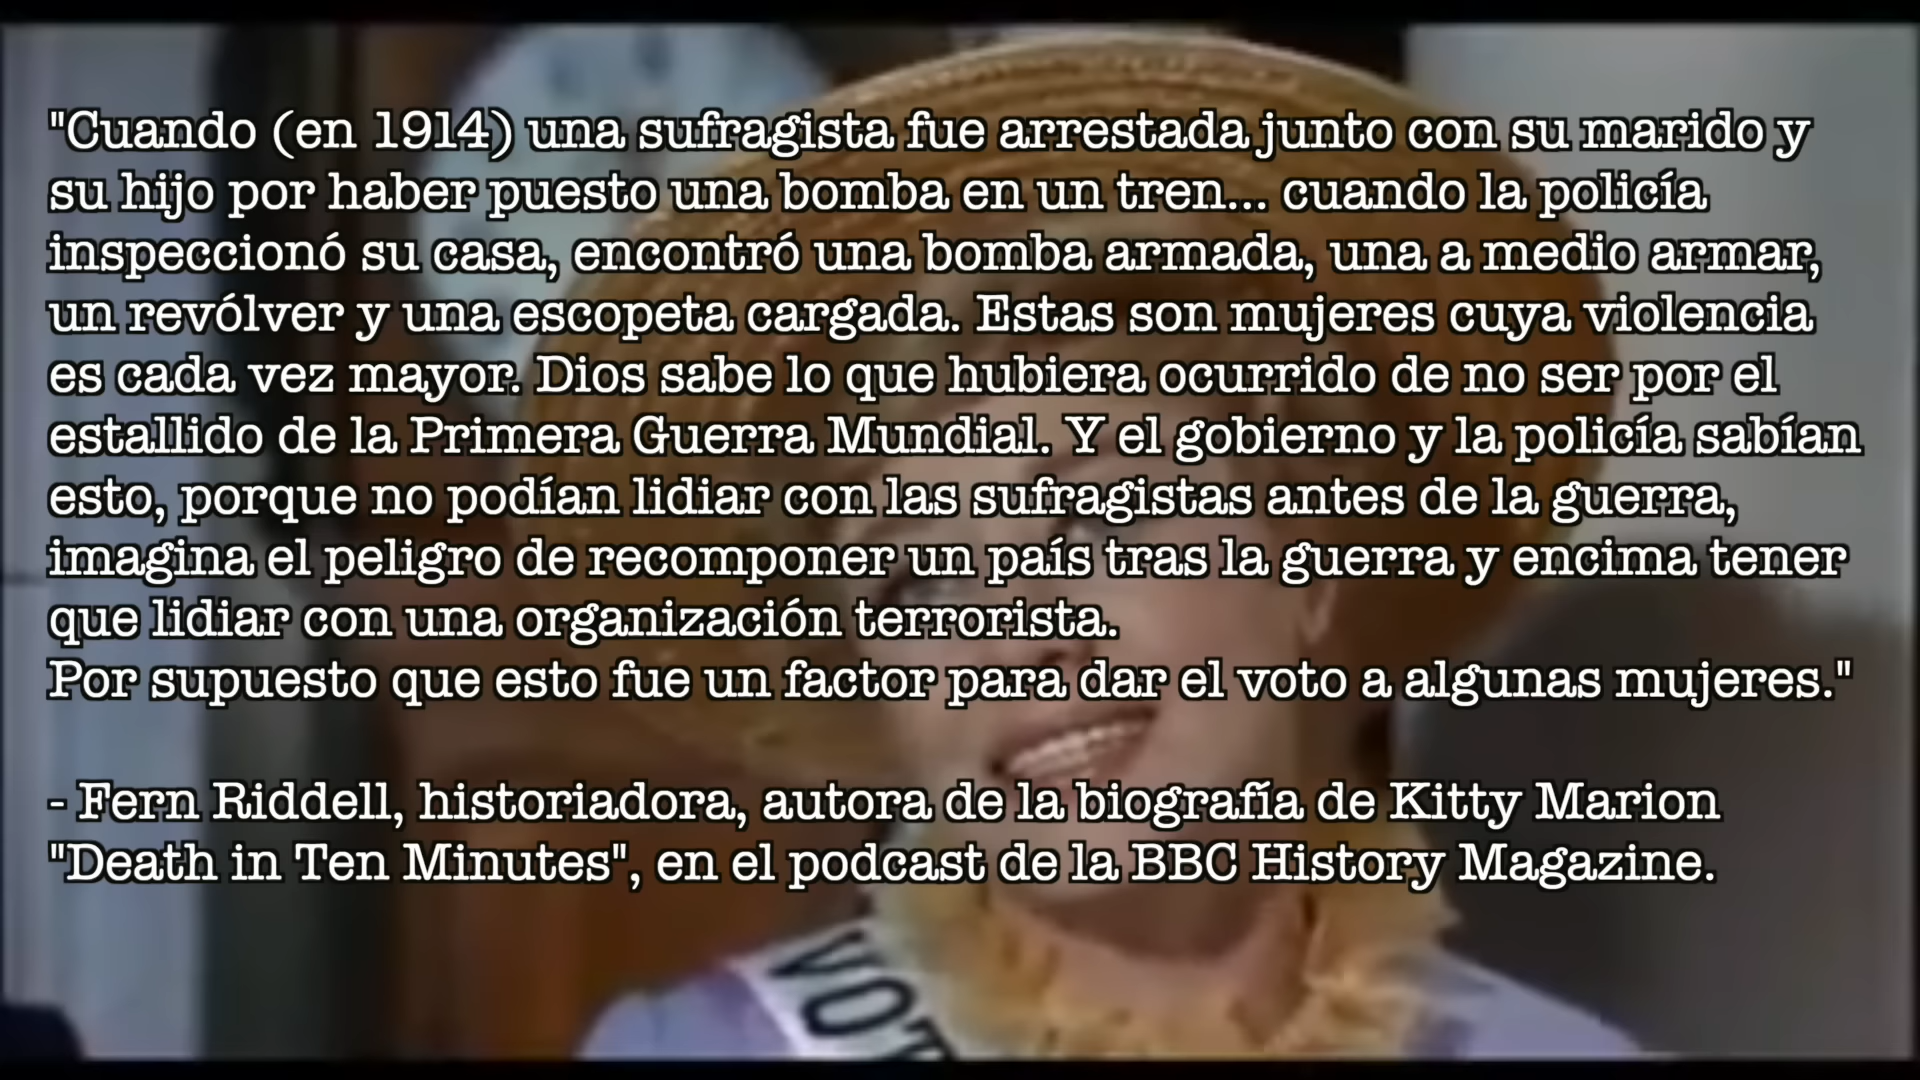 "Cuando (en 1914) una sufragista fue arrestada junto con su marido y
su hijo por haber puesto una bomba en un tren... cuando la policía
inspeccionó su casa, encontró una bomba armada, una a medio armar,
un revólver y una escopeta cargada. Estas son mujeres cuya violencia
es cada vez mayor. Dios sabe lo que hubiera ocurrido de no ser por el
estallido de la Primera Guerra Mundial. Y el gobierno y la policía sabían
esto, porque no podían lidiar con las sufragistas antes de la guerra,
imagina el peligro de recomponer un país tras la guerra y encima tener
que lidiar con una organización terrorista.
Por supuesto que esto fue un factor para dar el voto a algunas mujeres."
- Fern Riddell, historiadora, autora de la biografía de Kitty Marion
"Death in Ten Minutes", en el podcast de la BBC History Magazine.
VOT